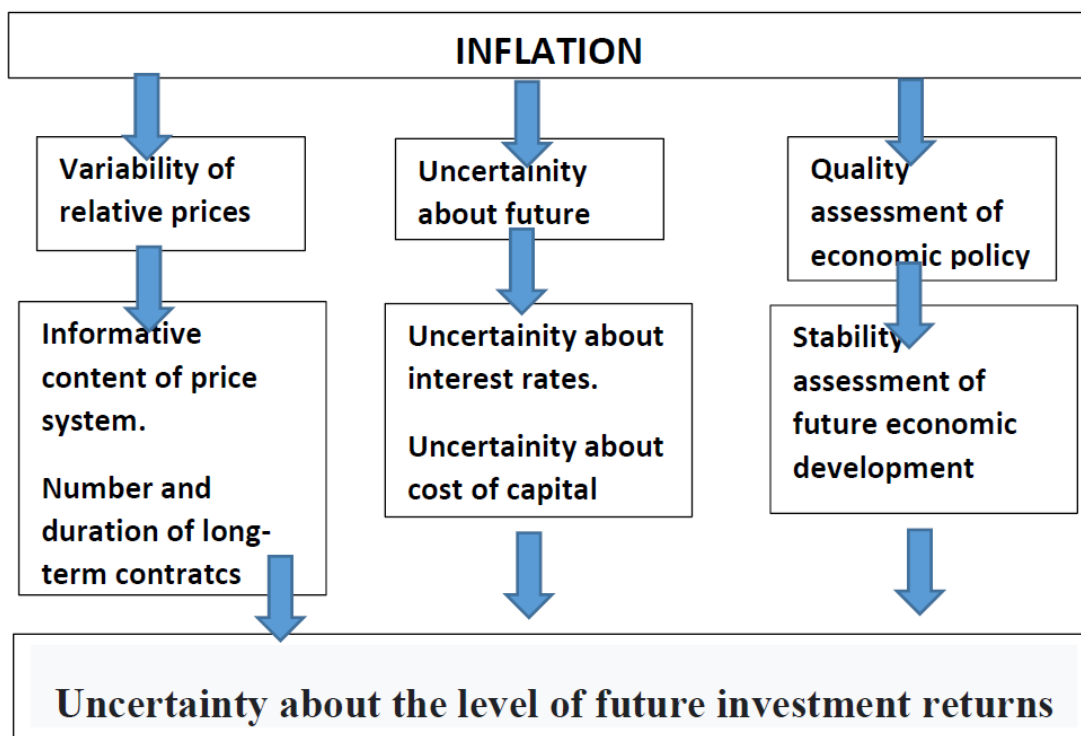 INFLATION
Variability of
relative prices
Uncertainity
about future
Quality
assessment of
economic policy
Informative
content of price
system.
Number and
duration of long-
term contratcs
Uncertainity about
interest rates.
Uncertainity about
cost of capital
Stability
assessment of
future economic
development
Uncertainty about the level of future investment returns